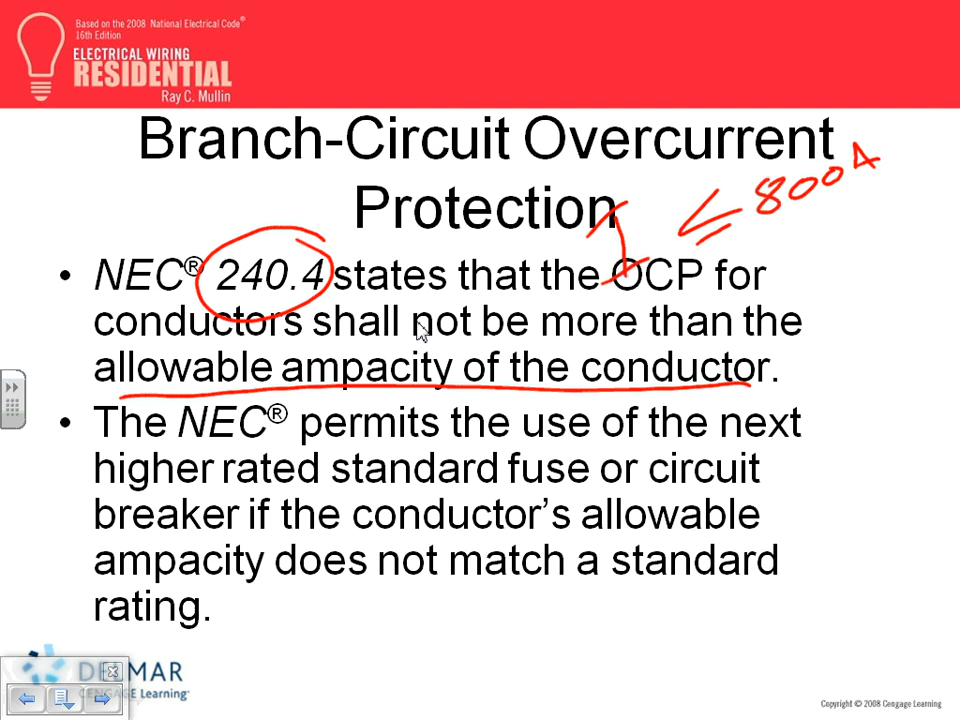 Based on the 2008 National Electrical Code®
16th Edition
ELECTRICAL WIRING
RESIDENTIAL
Ray C. Mullin
Branch-Circuit Overcurrent
Protection
≤ 800A
• NEC® 240.4 states that the OCP for
conductors shall not be more than the
allowable ampacity of the conductor.
• The NEC® permits the use of the next
higher rated standard fuse or circuit
breaker if the conductor's allowable
ampacity does not match a standard
rating.
DELMAR
CENGAGE Learning™
Copyright © 2008 Cengage Learning